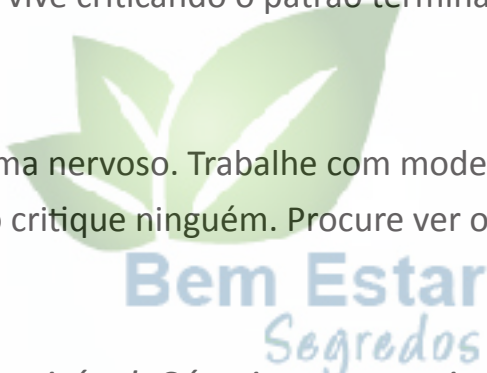 vive criticando o patrão termina
ma nervoso. Trabalhe com mode
critique ninguém. Procure ver o
Bem Estar
Segredos